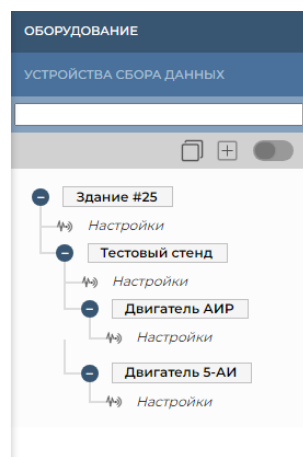 ОБОРУДОВАНИЕ
УСТРОЙСТВА СБОРА ДАННЫХ
Здание #25
Настройки
Тестовый стенд
Настройки
Двигатель АИР
Настройки
Двигатель 5-АИ
Настройки